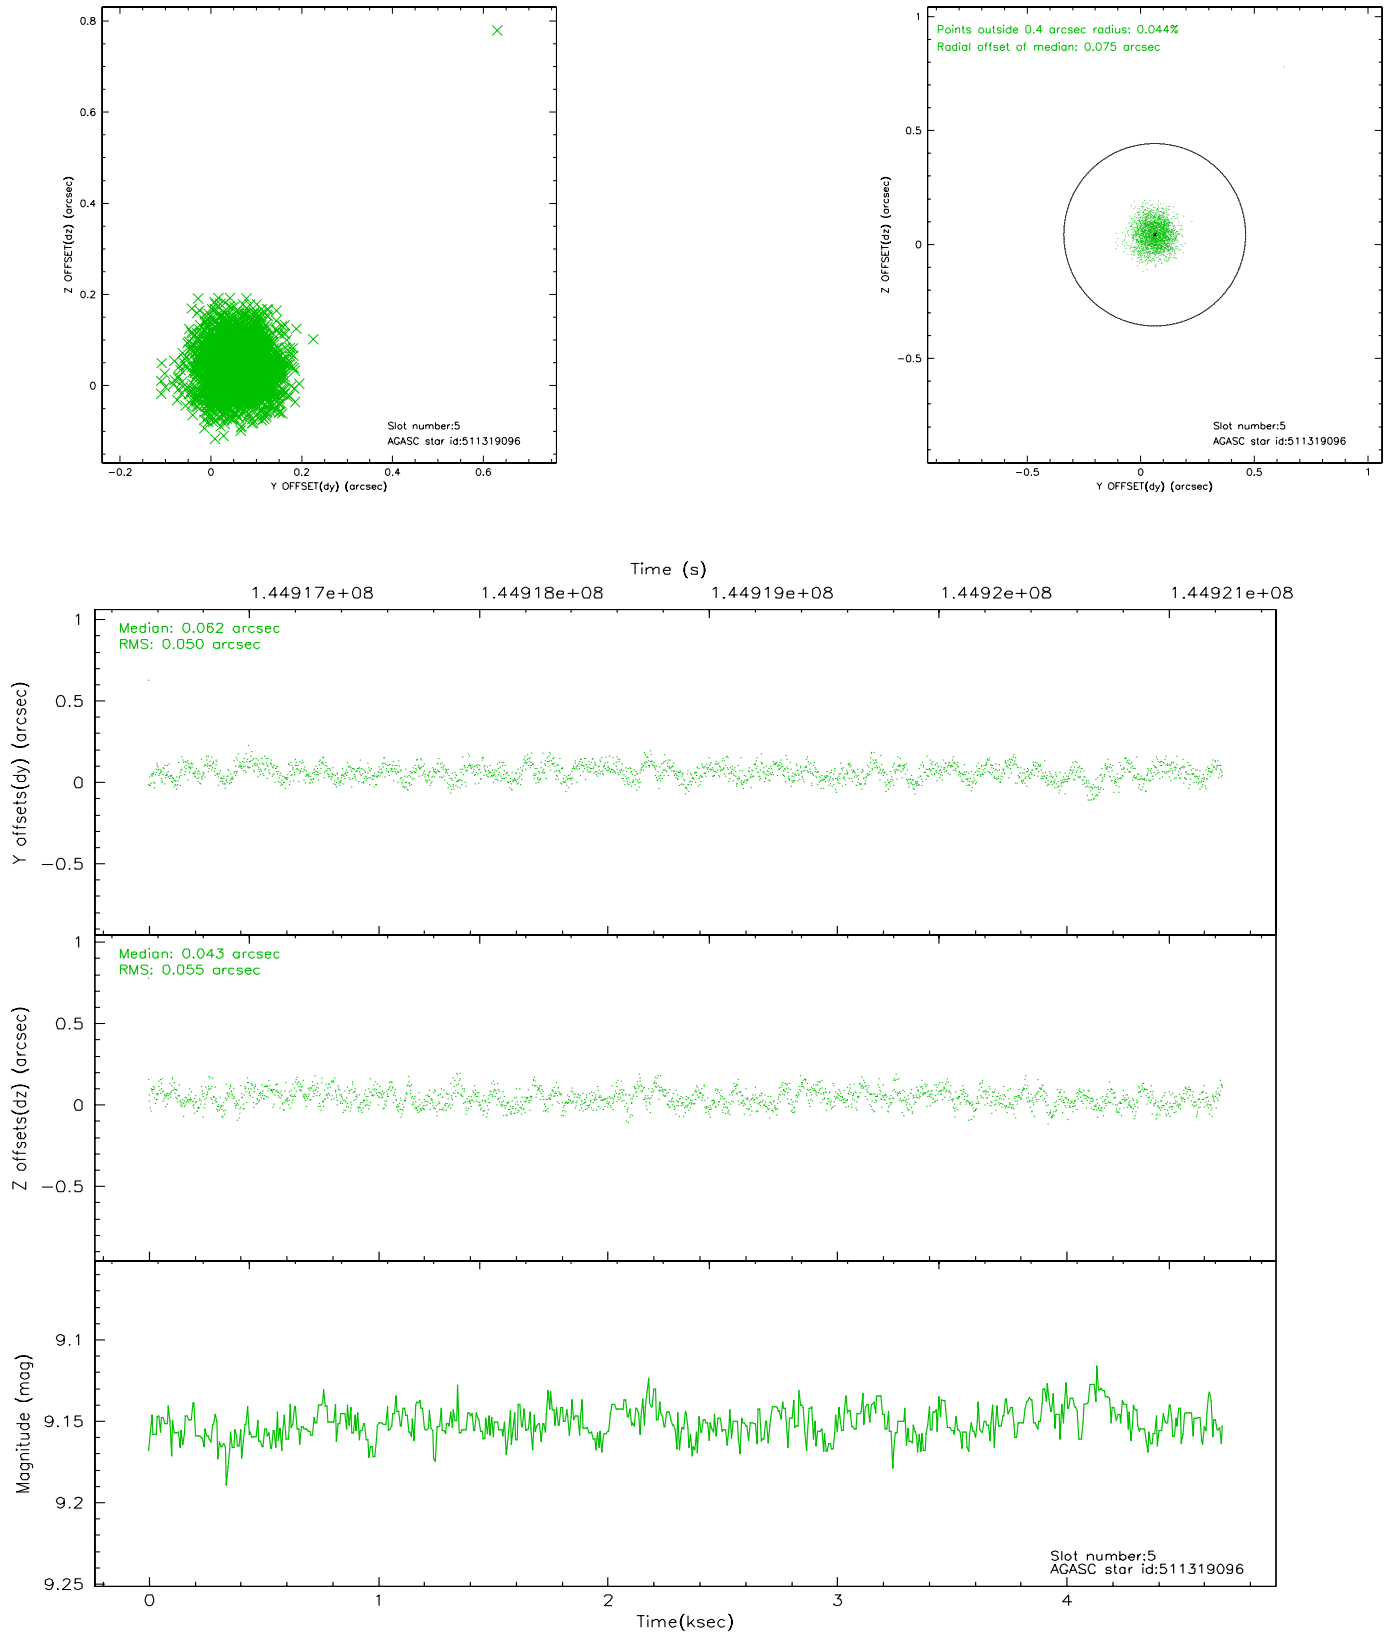 0.8
0.6
0.4
0.2
0
Z OFFSET(dz) (arcsec)
Slot number:5
AGASC star id:511319096
−0.2 0 0.2 0.4 0.6
Y OFFSET(dy) (arcsec)
Points outside 0.4 arcsec radius: 0.044%
Radial offset of median: 0.075 arcsec
1
0.5
0
−0.5
Z OFFSET(dz) (arcsec)
Slot number:5
AGASC star id:511319096
−0.5 0 0.5 1
Y OFFSET(dy) (arcsec)
Time (s)
1.44917e+08 1.44918e+08 1.44919e+08 1.4492e+08 1.44921e+08
Median: 0.062 arcsec
RMS: 0.050 arcsec
1
0.5
0
−0.5
Y offsets(dy) (arcsec)
Median: 0.043 arcsec
RMS: 0.055 arcsec
1
0.5
0
−0.5
Z offsets(dz) (arcsec)
9.1
9.15
9.2
9.25
Magnitude (mag)
Slot number:5
AGASC star id:511319096
0 1 2 3 4
Time(ksec)